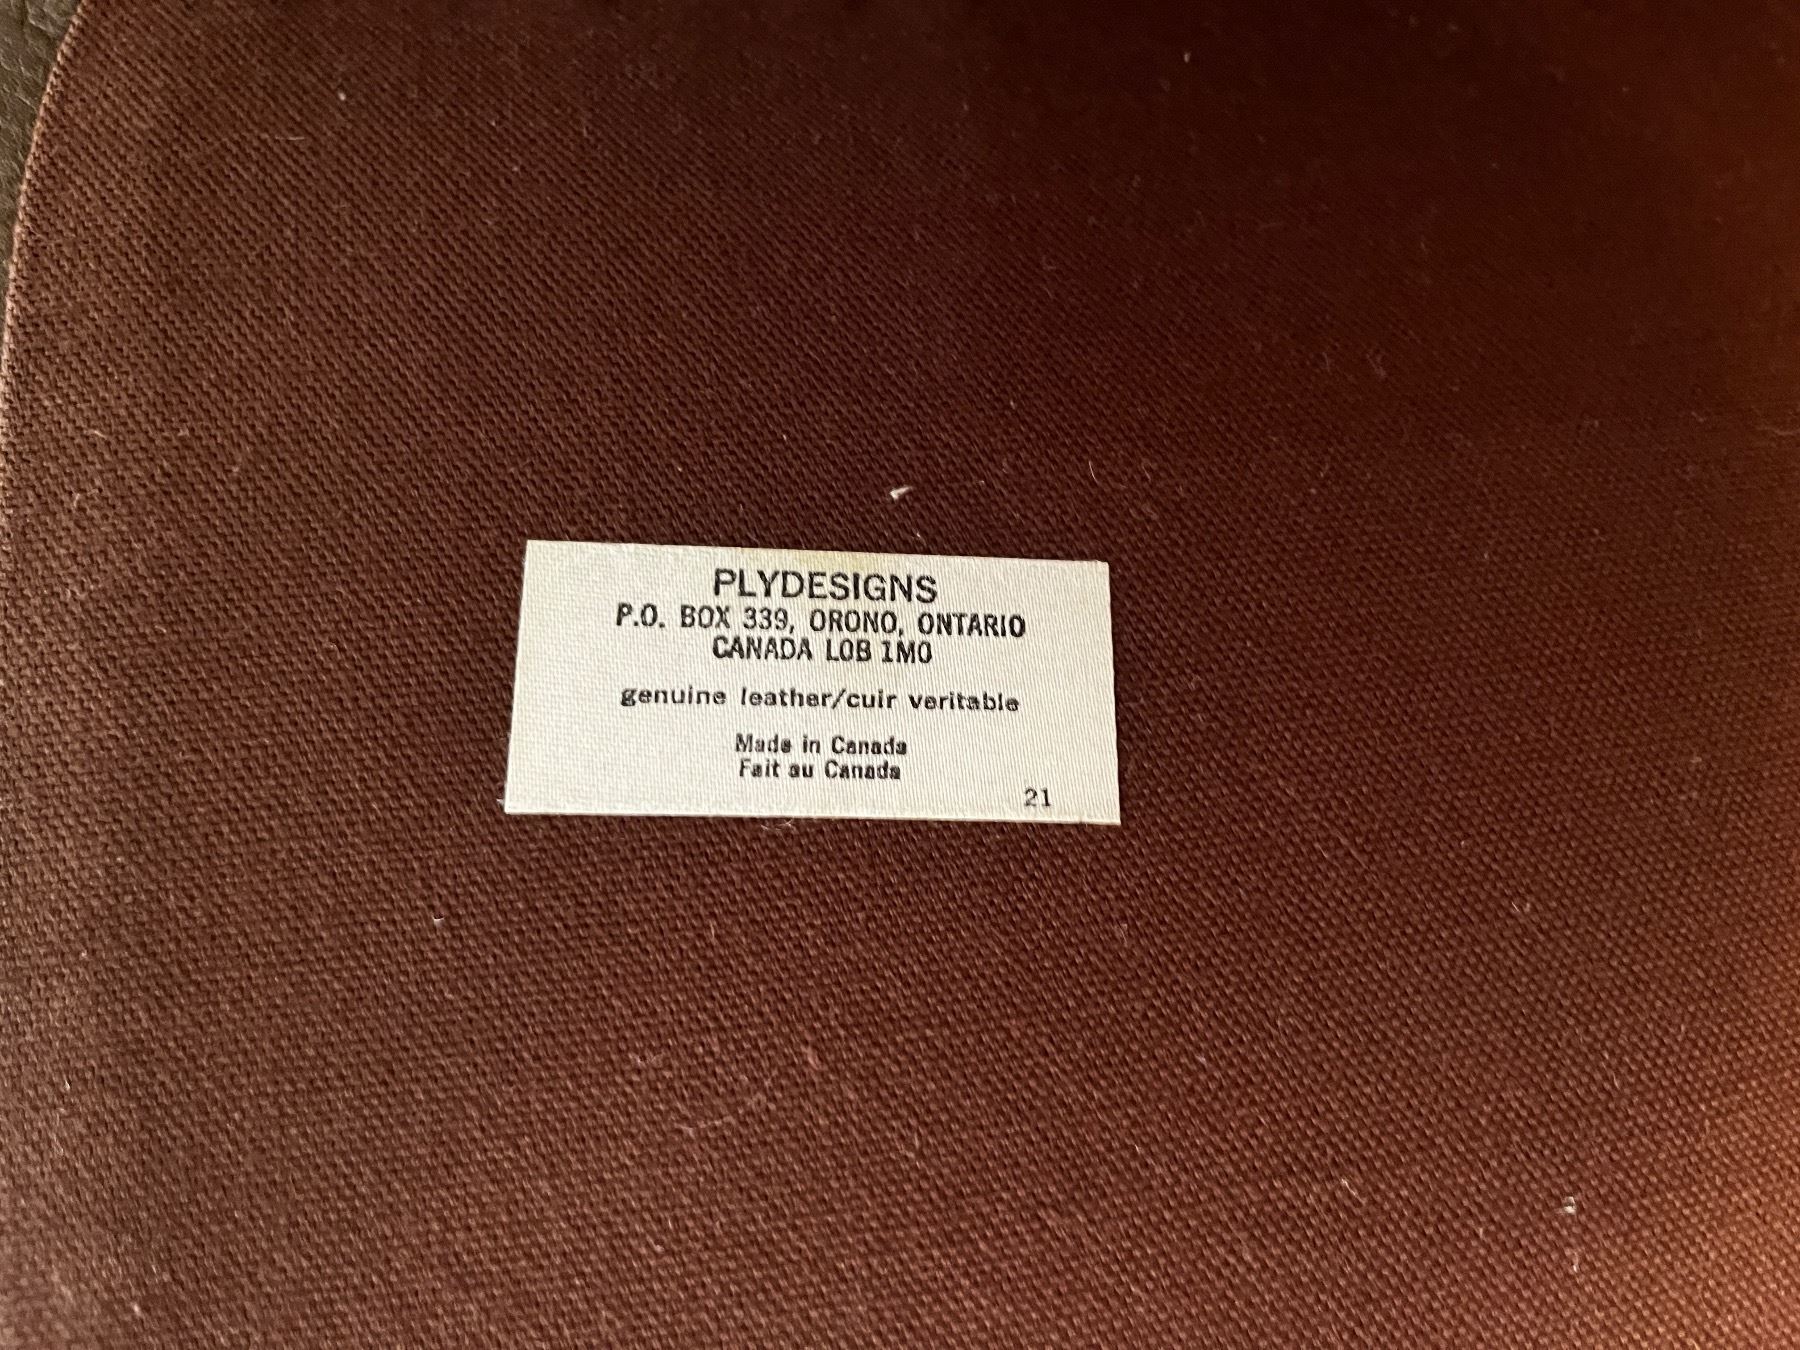 PLYDESIGNS
P.O. BOX 339, ORONO, ONTARIO
CANADA L0B 1M0
genuine leather/cuir veritable
Made in Canada
Fait au Canada
21